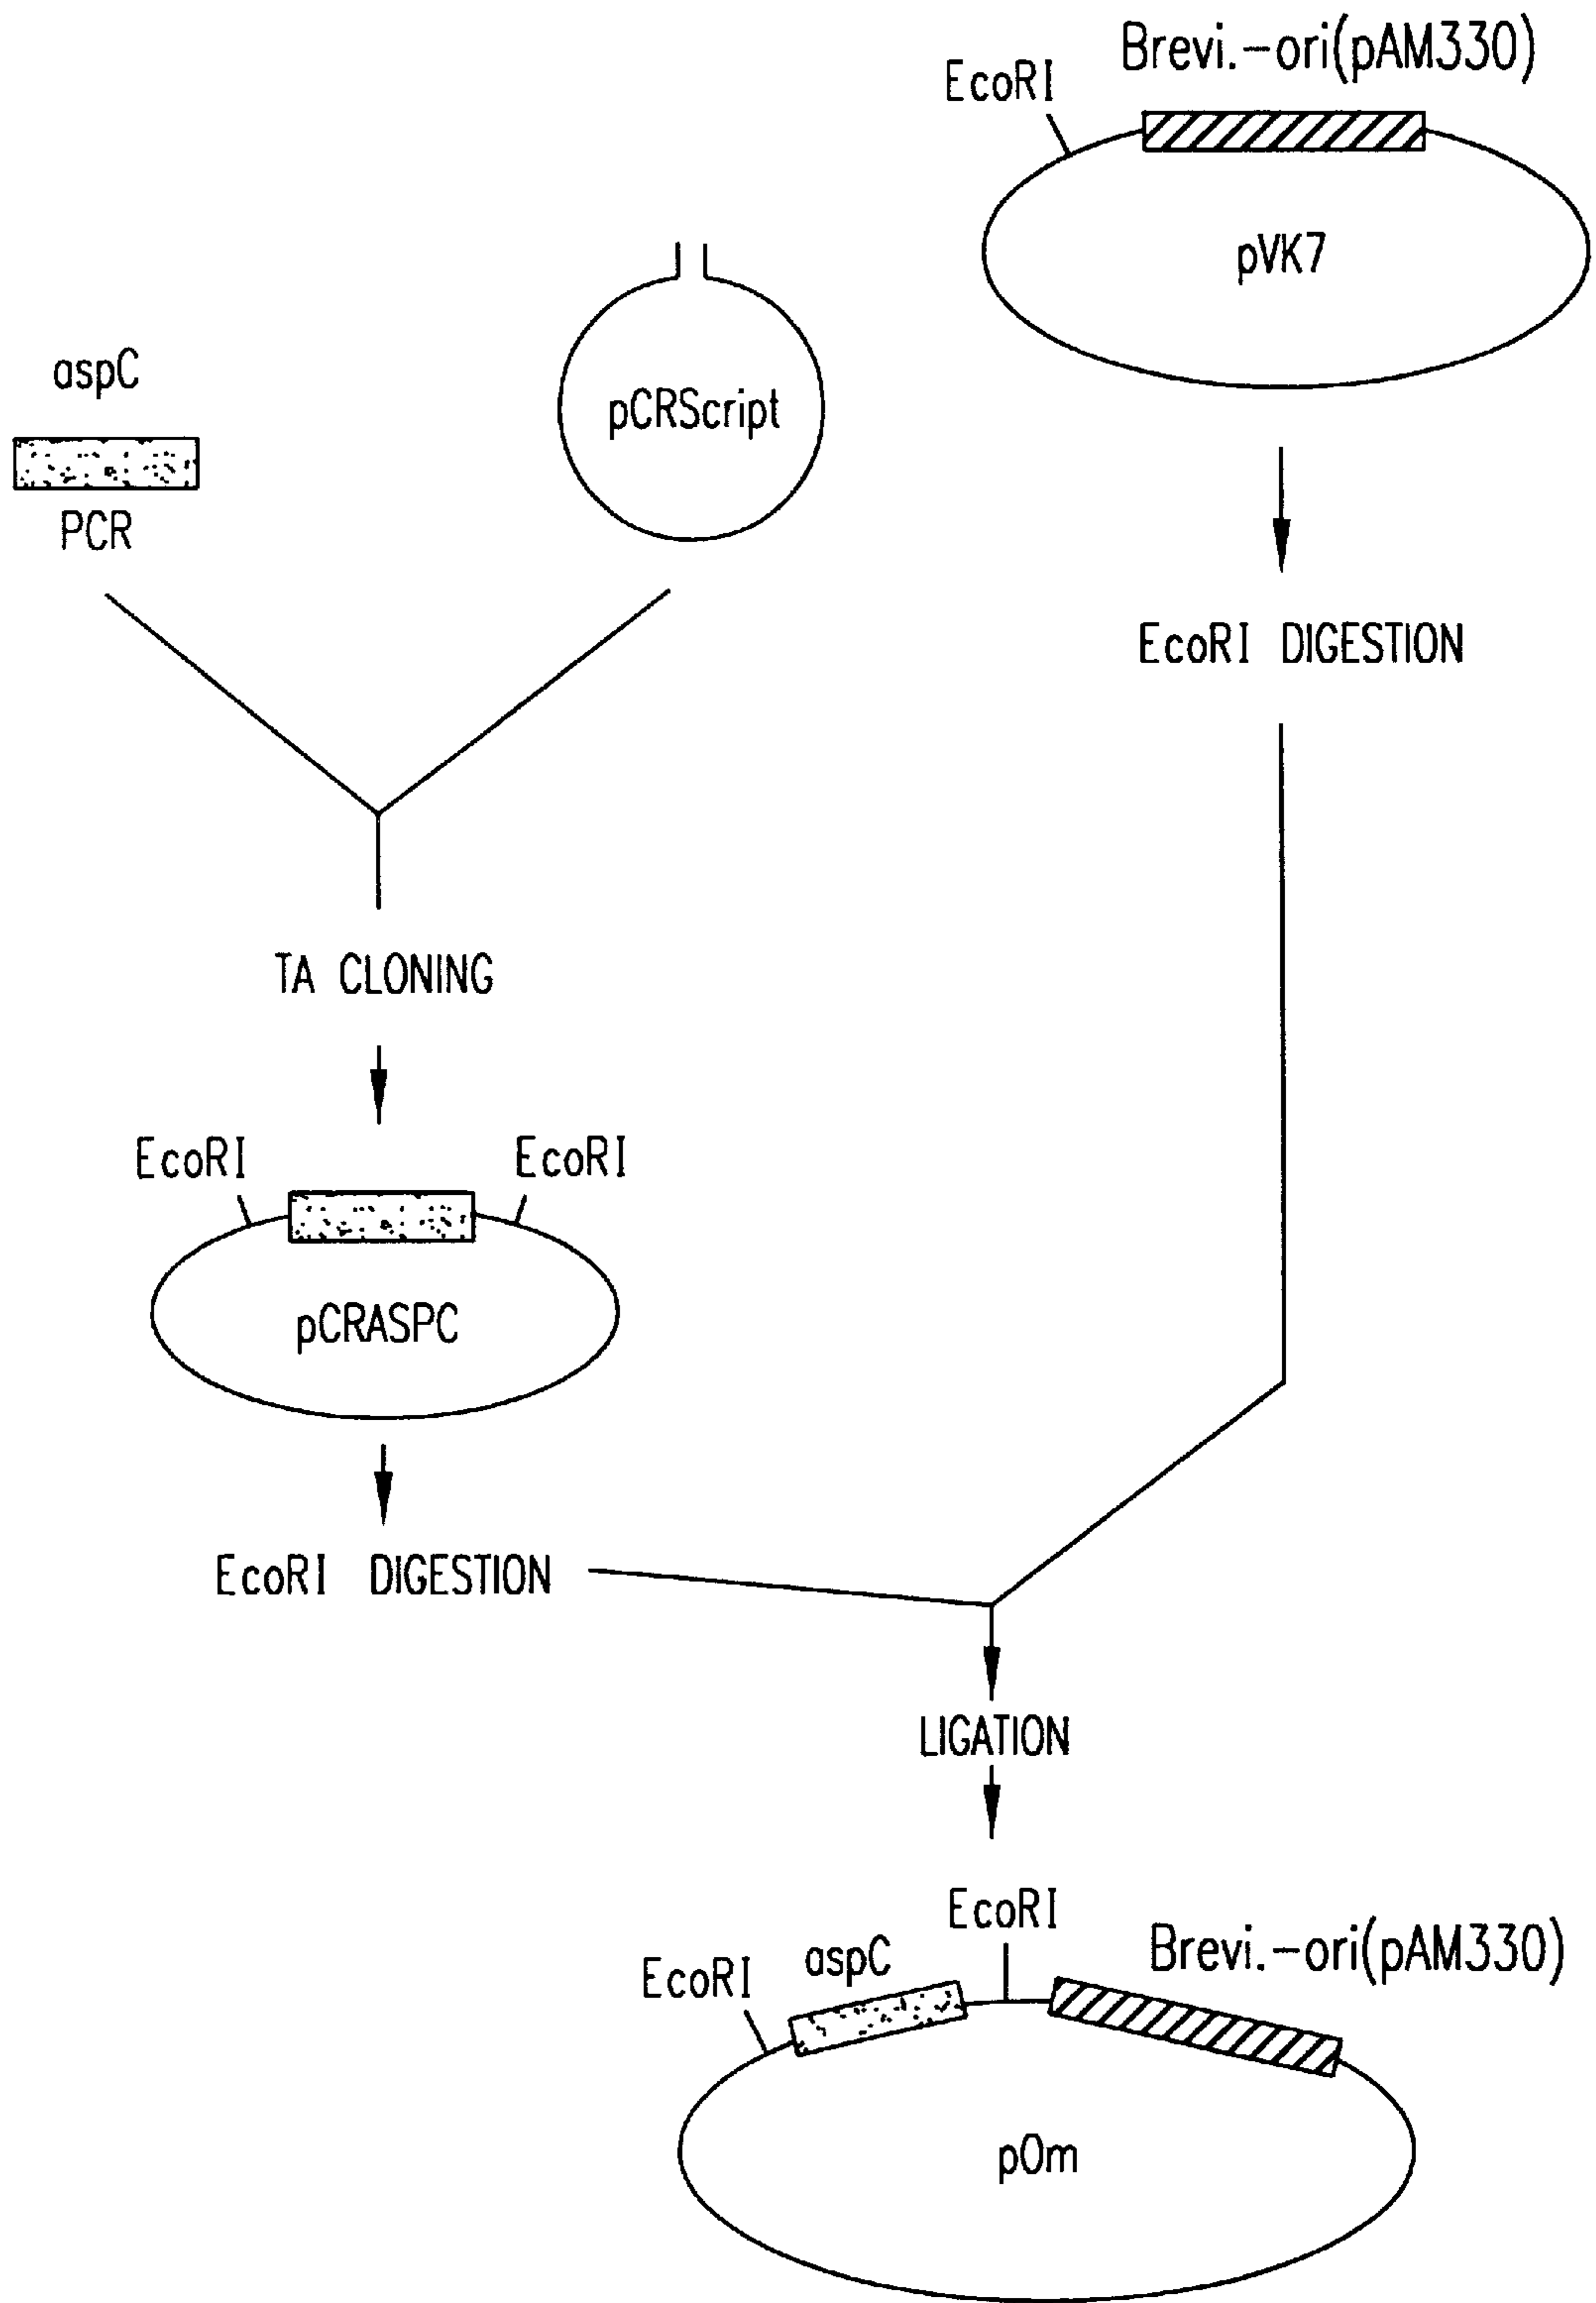 Brevi.-ori(pAM330)
EcoRI
pVK7
aspC
pCRScript
PCR
EcoRI DIGESTION
TA CLONING
EcoRI
EcoRI
pCRASPC
EcoRI DIGESTION
LIGATION
EcoRI
aspC
Brevi.-ori(pAM330)
EcoRI
pOm